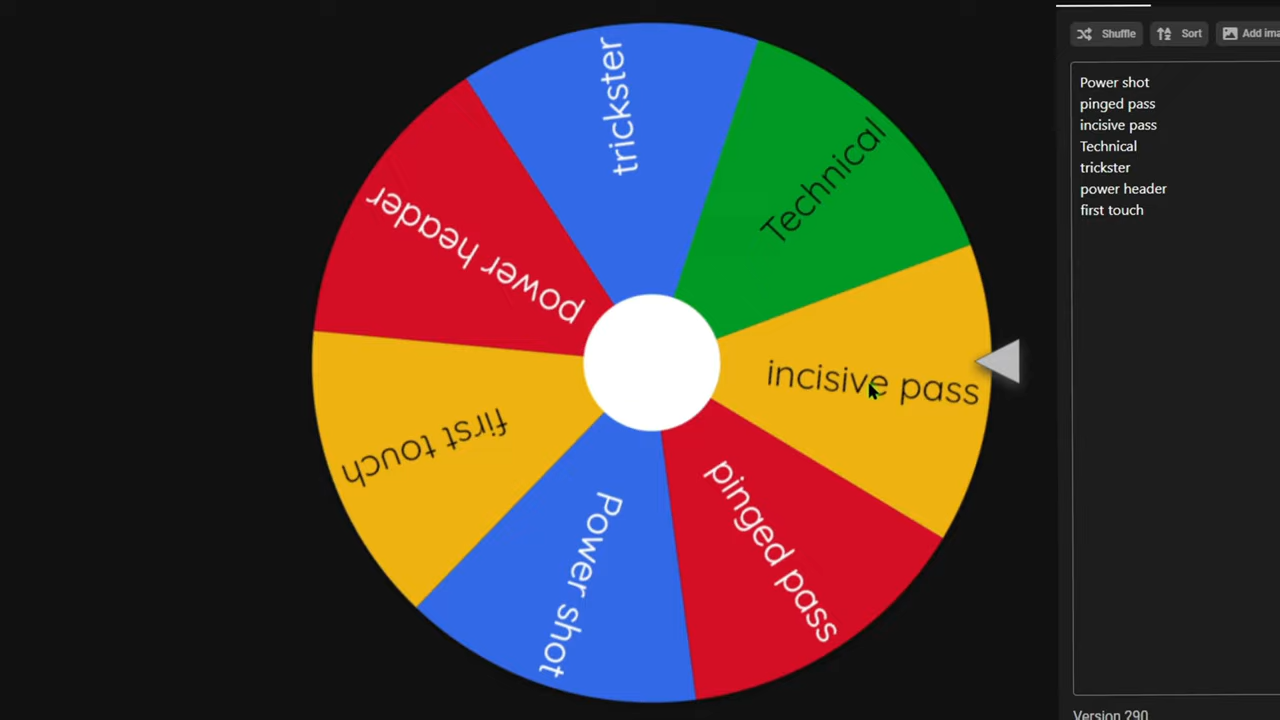 trickster
Technical
power header
incisive pass
first touch
pinged pass
Power shot
Shuffle
Sort
Add
Power shot
pinged pass
incisive pass
Technical
trickster
power header
first touch
Version 290